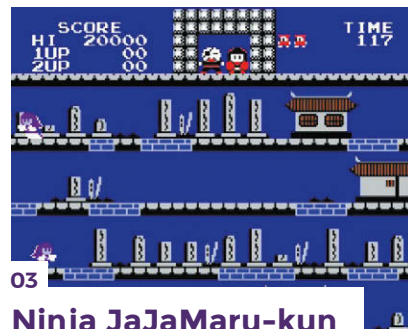 SCORE
TIME
HI 20000
117
1UP 00
2UP 00
03
Ninja JaJaMaru-kun